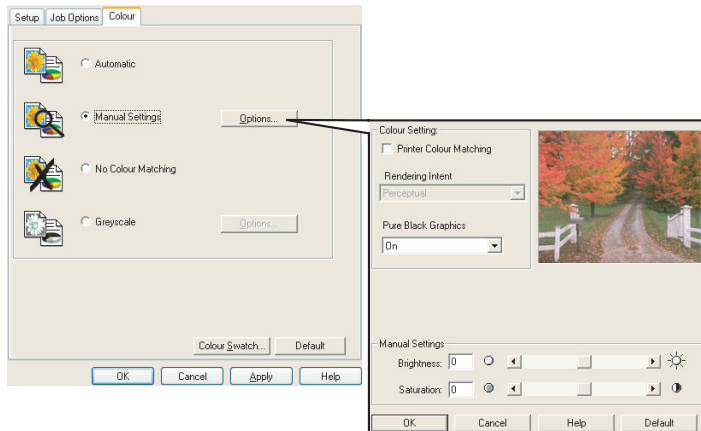 Setup Job Options Colour
Automatic
Manual Settings Options...
No Colour Matching
Greyscale Options...
Colour Swatch... Default
OK Cancel Apply Help
Colour Setting:
Printer Colour Matching
Rendering Intent
Perceptual
Pure Black Graphics
On
Manual Settings
Brightness: 0
Saturation: 0
OK Cancel Help Default